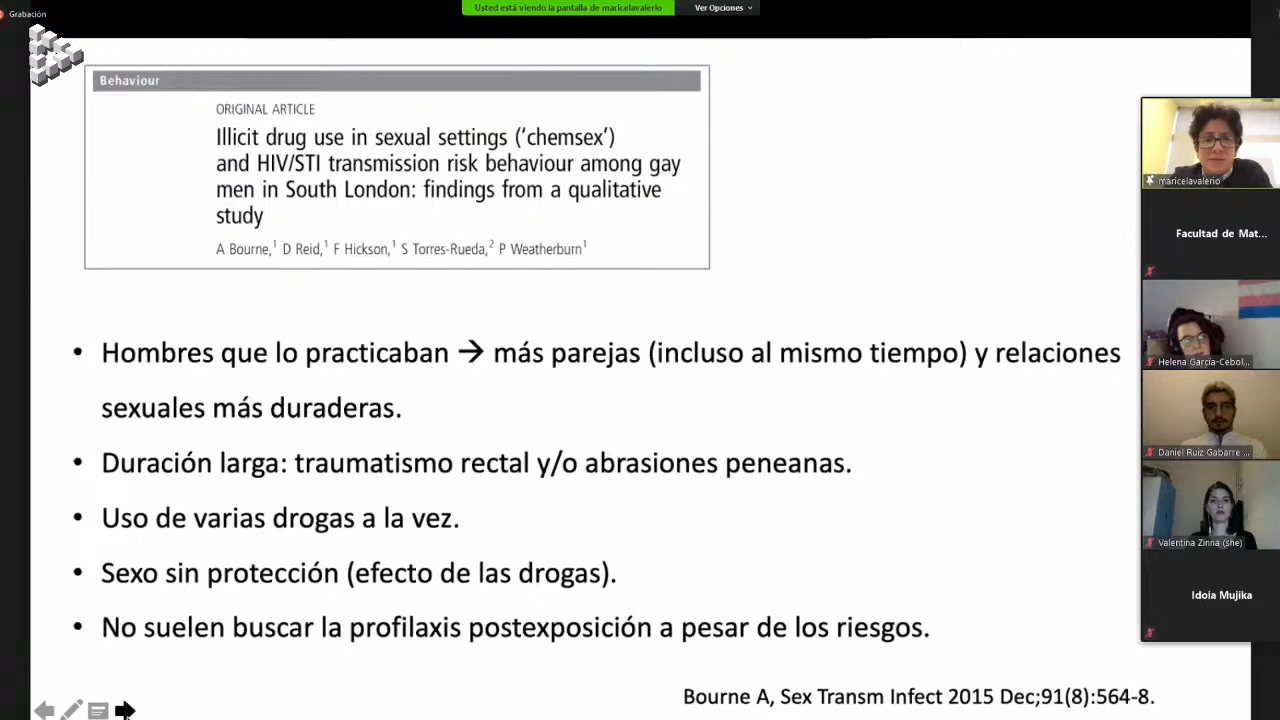 Grabación
Usted está viendo la pantalla de maricelavalerio
Ver Opciones
Behaviour
ORIGINAL ARTICLE
Illicit drug use in sexual settings (‘chemsex’)
and HIV/STI transmission risk behaviour among gay
men in South London: findings from a qualitative
study
A Bourne,1 D Reid,1 F Hickson,1 S Torres-Rueda,2 P Weatherburn1
• Hombres que lo practicaban → más parejas (incluso al mismo tiempo) y relaciones
sexuales más duraderas.
• Duración larga: traumatismo rectal y/o abrasiones peneanas.
• Uso de varias drogas a la vez.
• Sexo sin protección (efecto de las drogas).
• No suelen buscar la profilaxis postexposición a pesar de los riesgos.
Bourne A, Sex Transm Infect 2015 Dec;91(8):564-8.
maricelavalerio
Facultad de Mat...
Helena García-Cebol...
Daniel Ruiz Gabarre ...
Valentina Zinna (she)
Idoia Mujika